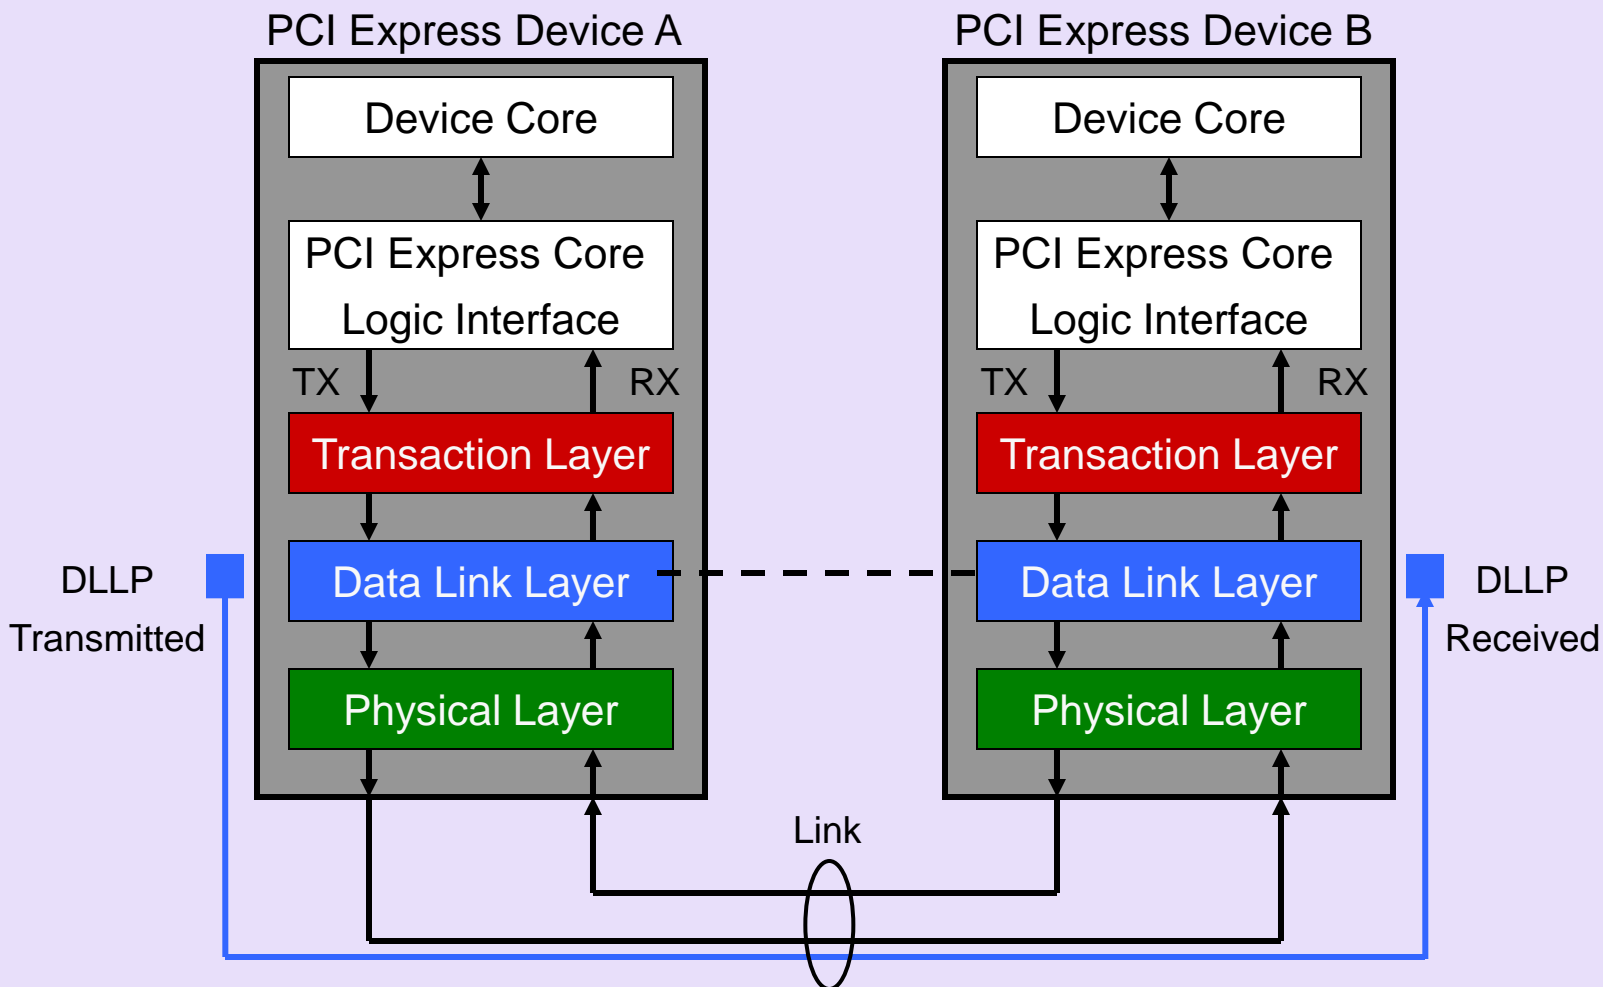 PCI Express Device A
PCI Express Device B
Device Core
Device Core
PCI Express Core
Logic Interface
PCI Express Core
Logic Interface
TX
RX
TX
RX
Transaction Layer
Transaction Layer
DLLP
Transmitted
Data Link Layer
Data Link Layer
DLLP
Received
Physical Layer
Physical Layer
Link